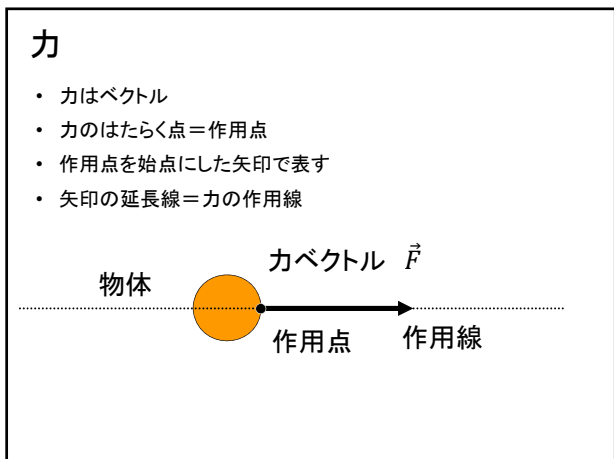 力
• 力はベクトル
• 力のはたらく点＝作用点
• 作用点を始点にした矢印で表す
• 矢印の延長線＝力の作用線
力ベクトル $\vec{F}$
物体
作用点 作用線